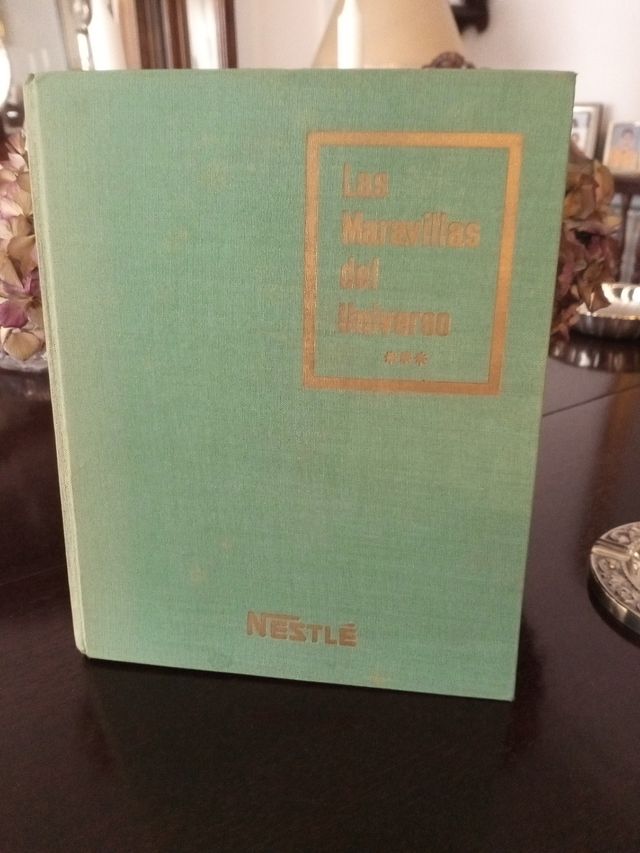 Las
Maravillas
del
Universo
***
NESTLÉ